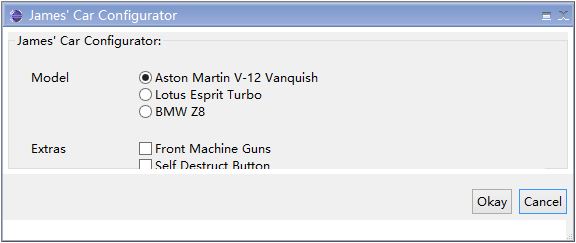 James' Car Configurator
James' Car Configurator:
Model
Aston Martin V-12 Vanquish
Lotus Esprit Turbo
BMW Z8
Extras
Front Machine Guns
Self Destruct Button
Okay
Cancel